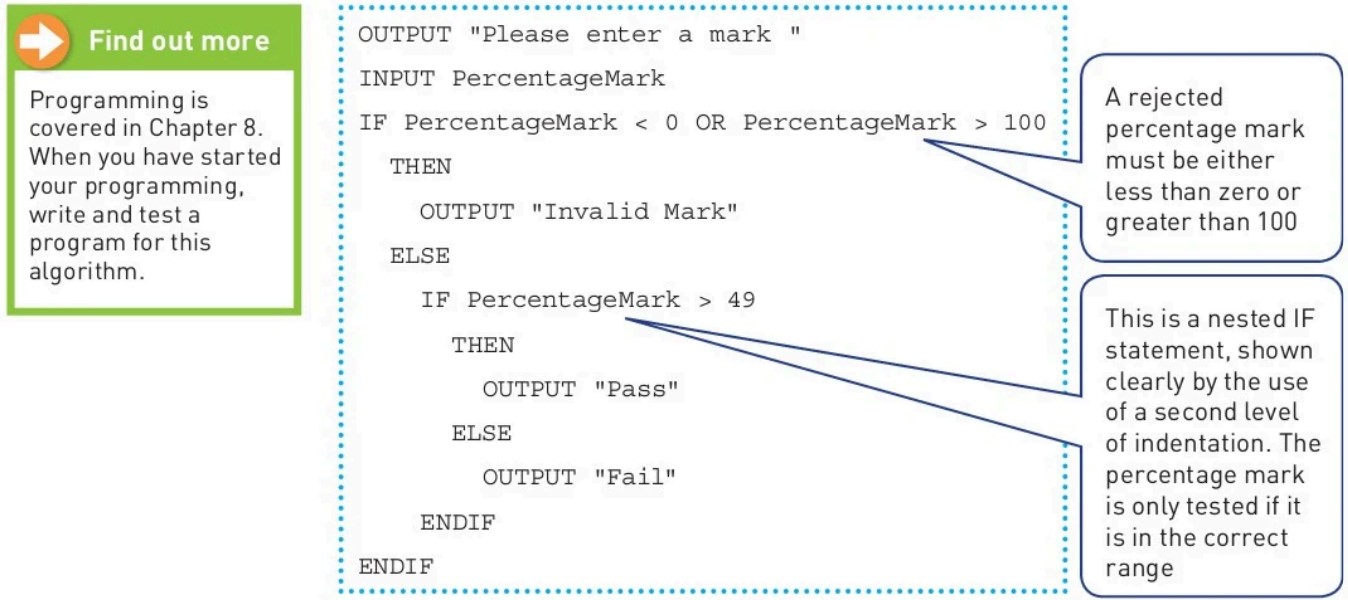 Find out more
Programming is
covered in Chapter 8.
When you have started
your programming,
write and test a
program for this
algorithm.
OUTPUT "Please enter a mark "
INPUT PercentageMark
IF PercentageMark < 0 OR PercentageMark > 100
THEN
OUTPUT "Invalid Mark"
ELSE
IF PercentageMark > 49
THEN
OUTPUT "Pass"
ELSE
OUTPUT "Fail"
ENDIF
ENDIF
A rejected
percentage mark
must be either
less than zero or
greater than 100
This is a nested IF
statement, shown
clearly by the use
of a second level
of indentation. The
percentage mark
is only tested if it
is in the correct
range